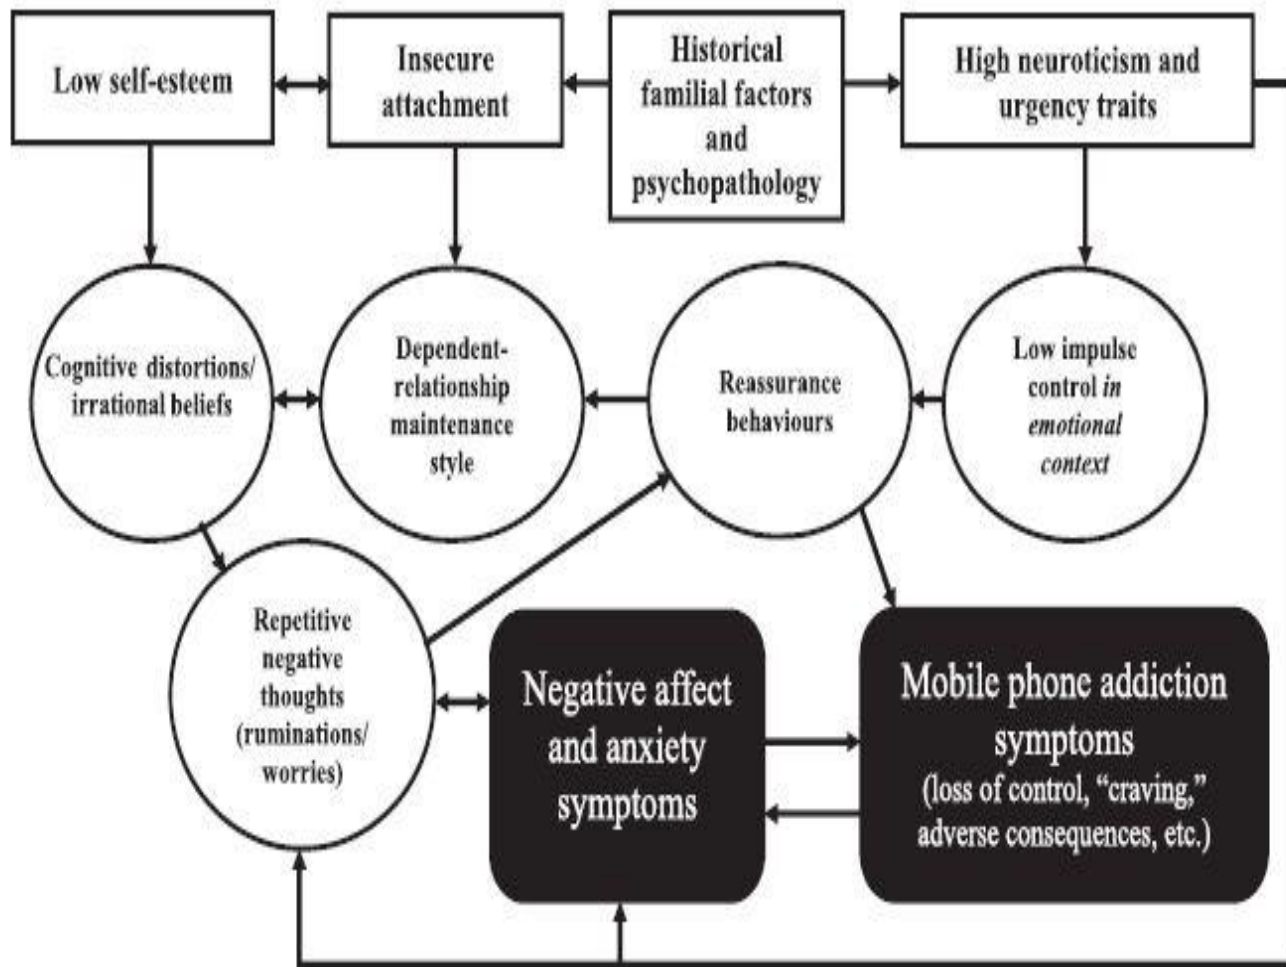 Low self-esteem
Insecure
attachment
Historical
familial factors
and
psychopathology
High neuroticism and
urgency traits
Cognitive distortions/
irrational beliefs
Dependent-
relationship
maintenance
style
Reassurance
behaviours
Low impulse
control in
emotional
context
Repetitive
negative
thoughts
(ruminations/
worries)
Negative affect
and anxiety
symptoms
Mobile phone addiction
symptoms
(loss of control, “craving,”
adverse consequences, etc.)